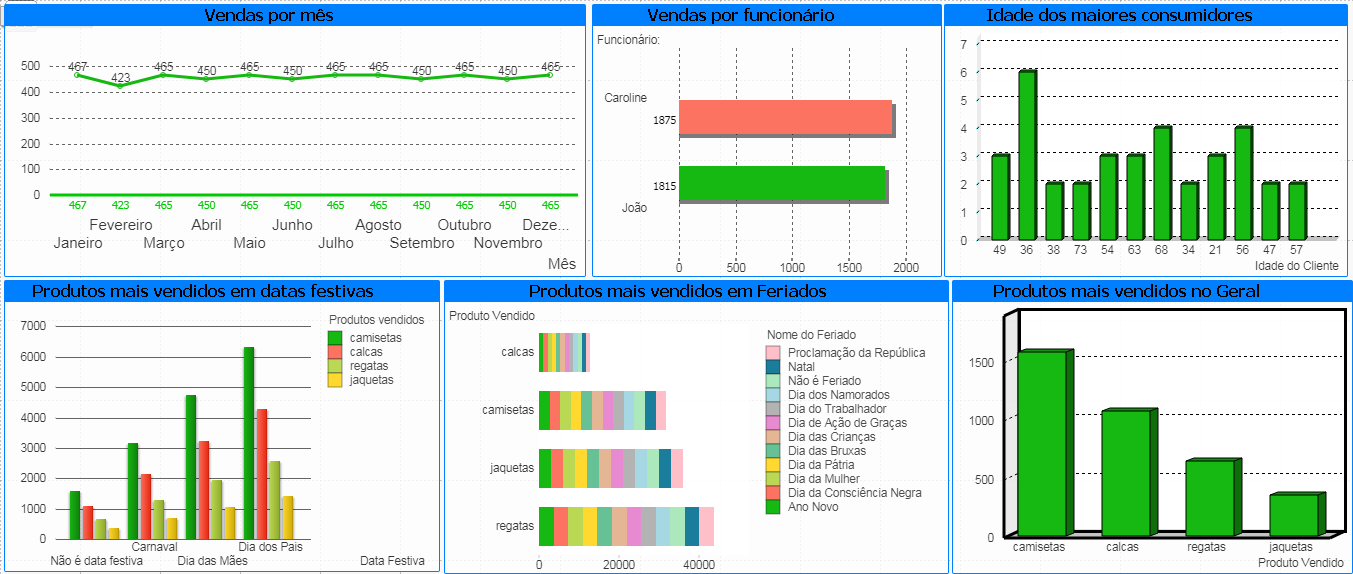 Vendas por mês
500
400
300
200
100
0
467
423
465
450
465
450
465
465
450
465
450
465
467
423
465
450
465
450
465
465
450
465
450
465
Fevereiro
Abril
Junho
Agosto
Outubro
Deze...
Janeiro
Março
Maio
Julho
Setembro
Novembro
Mês
Vendas por funcionário
Funcionário:
Caroline
1875
1815
João
0
500
1000
1500
2000
Idade dos maiores consumidores
7
6
5
4
3
2
1
0
49
36
38
73
54
63
68
34
21
56
47
57
Idade do Cliente
Produtos mais vendidos em datas festivas
7000
6000
5000
4000
3000
2000
1000
0
Carnaval
Dia dos Pais
Não é data festiva
Dia das Mães
Data Festiva
Produtos vendidos
camisetas
calcas
regatas
jaquetas
Produtos mais vendidos em Feriados
Produto Vendido
calcas
camisetas
jaquetas
regatas
0
20000
40000
Nome do Feriado
Proclamação da República
Natal
Não é Feriado
Dia dos Namorados
Dia do Trabalhador
Dia de Ação de Graças
Dia das Crianças
Dia das Bruxas
Dia da Pátria
Dia da Mulher
Dia da Consciência Negra
Ano Novo
Produtos mais vendidos no Geral
1500
1000
500
0
camisetas
calcas
regatas
jaquetas
Produto Vendido